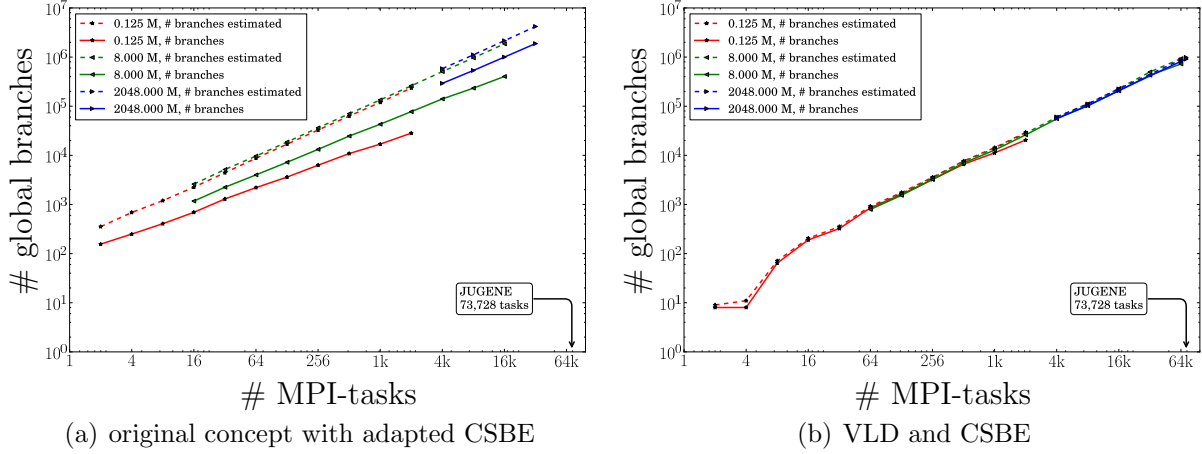 10^7
10^6
10^5
10^4
10^3
10^2
10^1
10^0
# global branches
0.125 M, # branches estimated
0.125 M, # branches
8.000 M, # branches estimated
8.000 M, # branches
2048.000 M, # branches estimated
2048.000 M, # branches
JUGENE
73,728 tasks
1 4 16 64 256 1k 4k 16k 64k
# MPI-tasks
(a) original concept with adapted CSBE
10^7
10^6
10^5
10^4
10^3
10^2
10^1
10^0
# global branches
0.125 M, # branches estimated
0.125 M, # branches
8.000 M, # branches estimated
8.000 M, # branches
2048.000 M, # branches estimated
2048.000 M, # branches
JUGENE
73,728 tasks
1 4 16 64 256 1k 4k 16k 64k
# MPI-tasks
(b) VLD and CSBE